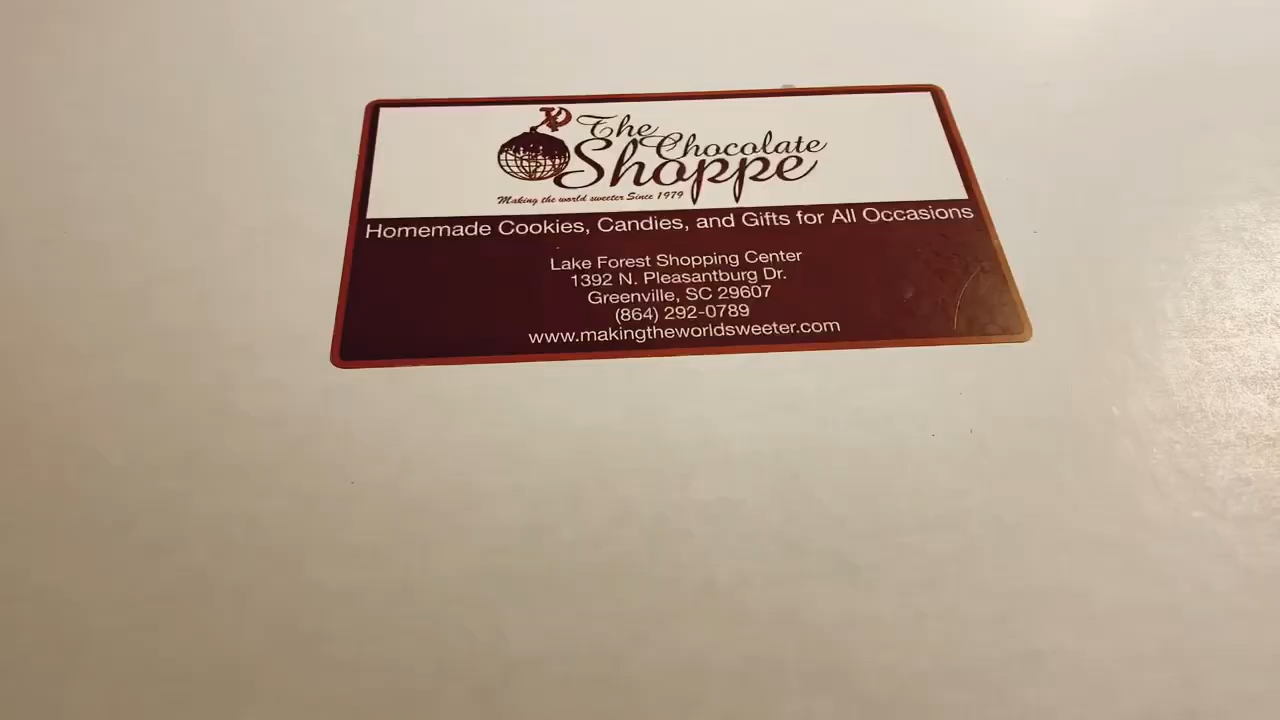 The Chocolate
Shoppe
Making the world sweeter Since 1979
Homemade Cookies, Candies, and Gifts for All Occasions
Lake Forest Shopping Center
1392 N. Pleasantburg Dr.
Greenville, SC 29607
(864) 292-0789
www.makingtheworldsweeter.com